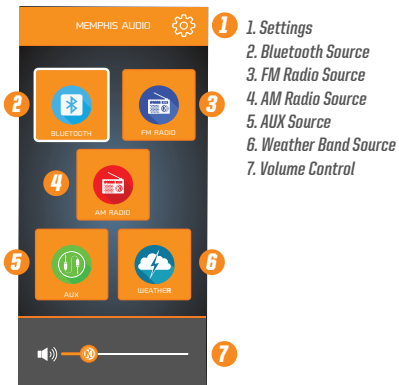 MEMPHIS AUDIO
1
1. Settings
2. Bluetooth Source
3. FM Radio Source
4. AM Radio Source
5. AUX Source
6. Weather Band Source
7. Volume Control
2
BLUETOOTH
FM RADIO
3
4
AM RADIO
5
AUX
WEATHER
6
7